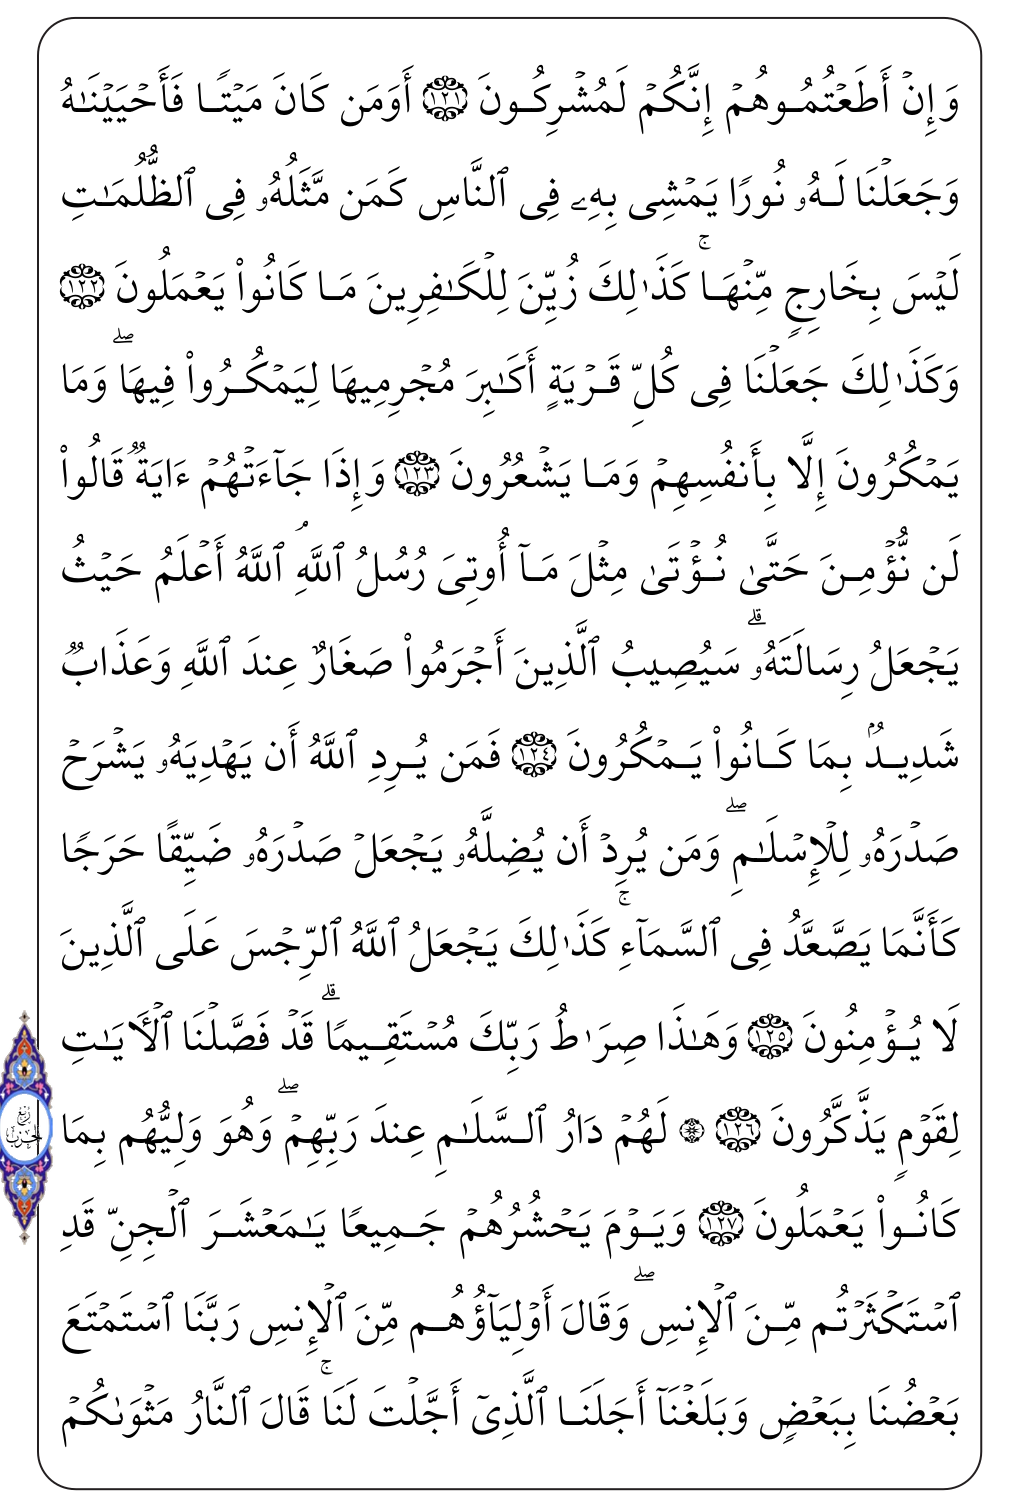 وَإِنۡ أَطَعۡتُمُوهُمۡ إِنَّكُمۡ لَمُشۡرِكُونَ ١٢١ أَوَمَن كَانَ مَيۡتٗا فَأَحۡيَيۡنَٰهُ
وَجَعَلۡنَا لَهُۥ نُورٗا يَمۡشِي بِهِۦ فِي ٱلنَّاسِ كَمَن مَّثَلُهُۥ فِي ٱلظُّلُمَٰتِ
لَيۡسَ بِخَارِجٖ مِّنۡهَاۚ كَذَٰلِكَ زُيِّنَ لِلۡكَٰفِرِينَ مَا كَانُواْ يَعۡمَلُونَ ١٢٢
وَكَذَٰلِكَ جَعَلۡنَا فِي كُلِّ قَرۡيَةٍ أَكَٰبِرَ مُجۡرِمِيهَا لِيَمۡكُرُواْ فِيهَاۖ وَمَا
يَمۡكُرُونَ إِلَّا بِأَنفُسِهِمۡ وَمَا يَشۡعُرُونَ ١٢٣ وَإِذَا جَآءَتۡهُمۡ ءَايَةٞ قَالُواْ
لَن نُّؤۡمِنَ حَتَّىٰ نُؤۡتَىٰ مِثۡلَ مَآ أُوتِيَ رُسُلُ ٱللَّهِۘ ٱللَّهُ أَعۡلَمُ حَيۡثُ
يَجۡعَلُ رِسَالَتَهُۥۗ سَيُصِيبُ ٱلَّذِينَ أَجۡرَمُواْ صَغَارٌ عِندَ ٱللَّهِ وَعَذَابٞ
شَدِيدُۢ بِمَا كَانُواْ يَمۡكُرُونَ ١٢٤ فَمَن يُرِدِ ٱللَّهُ أَن يَهۡدِيَهُۥ يَشۡرَحۡ
صَدۡرَهُۥ لِلۡإِسۡلَٰمِۖ وَمَن يُرِدۡ أَن يُضِلَّهُۥ يَجۡعَلۡ صَدۡرَهُۥ ضَيِّقًا حَرَجٗا
كَأَنَّمَا يَصَّعَّدُ فِي ٱلسَّمَآءِۚ كَذَٰلِكَ يَجۡعَلُ ٱللَّهُ ٱلرِّجۡسَ عَلَى ٱلَّذِينَ
لَا يُؤۡمِنُونَ ١٢٥ وَهَٰذَا صِرَٰطُ رَبِّكَ مُسۡتَقِيمٗاۗ قَدۡ فَصَّلۡنَا ٱلۡأٓيَٰتِ
لِقَوۡمٖ يَذَّكَّرُونَ ١٢٦ ۞ لَهُمۡ دَارُ ٱلسَّلَٰمِ عِندَ رَبِّهِمۡۖ وَهُوَ وَلِيُّهُم بِمَا
ربع الحزب
كَانُواْ يَعۡمَلُونَ ١٢٧ وَيَوۡمَ يَحۡشُرُهُمۡ جَمِيعٗا يَٰمَعۡشَرَ ٱلۡجِنِّ قَدِ
ٱسۡتَكۡثَرۡتُم مِّنَ ٱلۡإِنسِۖ وَقَالَ أَوۡلِيَآؤُهُم مِّنَ ٱلۡإِنسِ رَبَّنَا ٱسۡتَمۡتَعَ
بَعۡضُنَا بِبَعۡضٖ وَبَلَغۡنَآ أَجَلَنَا ٱلَّذِيٓ أَجَّلۡتَ لَنَاۚ قَالَ ٱلنَّارُ مَثۡوَىٰكُمۡ